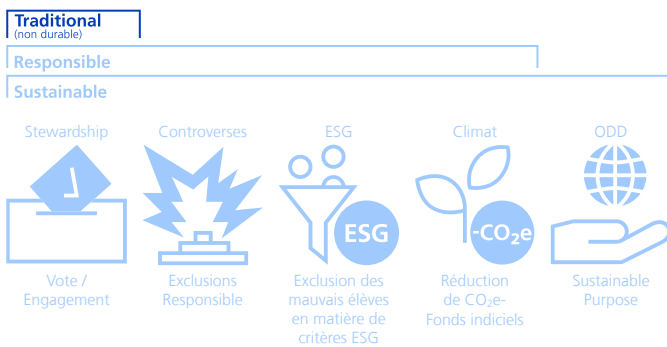 Traditional
(non durable)
Responsible
Sustainable
Stewardship
Controverses
ESG
Climat
ODD
ESG
-CO₂e
Vote /
Engagement
Exclusions
Responsible
Exclusion des
mauvais élèves
en matière de
critères ESG
Réduction
de CO₂e-
Fonds indiciels
Sustainable
Purpose